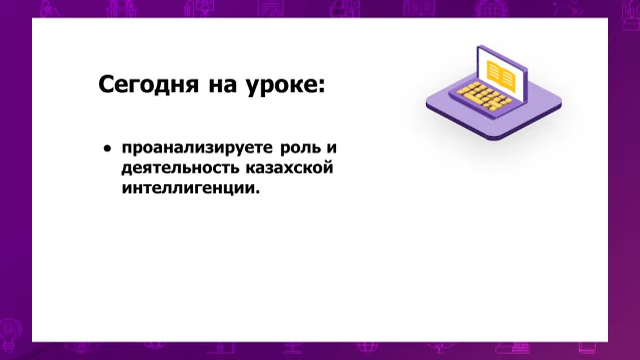 Сегодня на уроке:
● проанализируете роль и
деятельность казахской
интеллигенции.